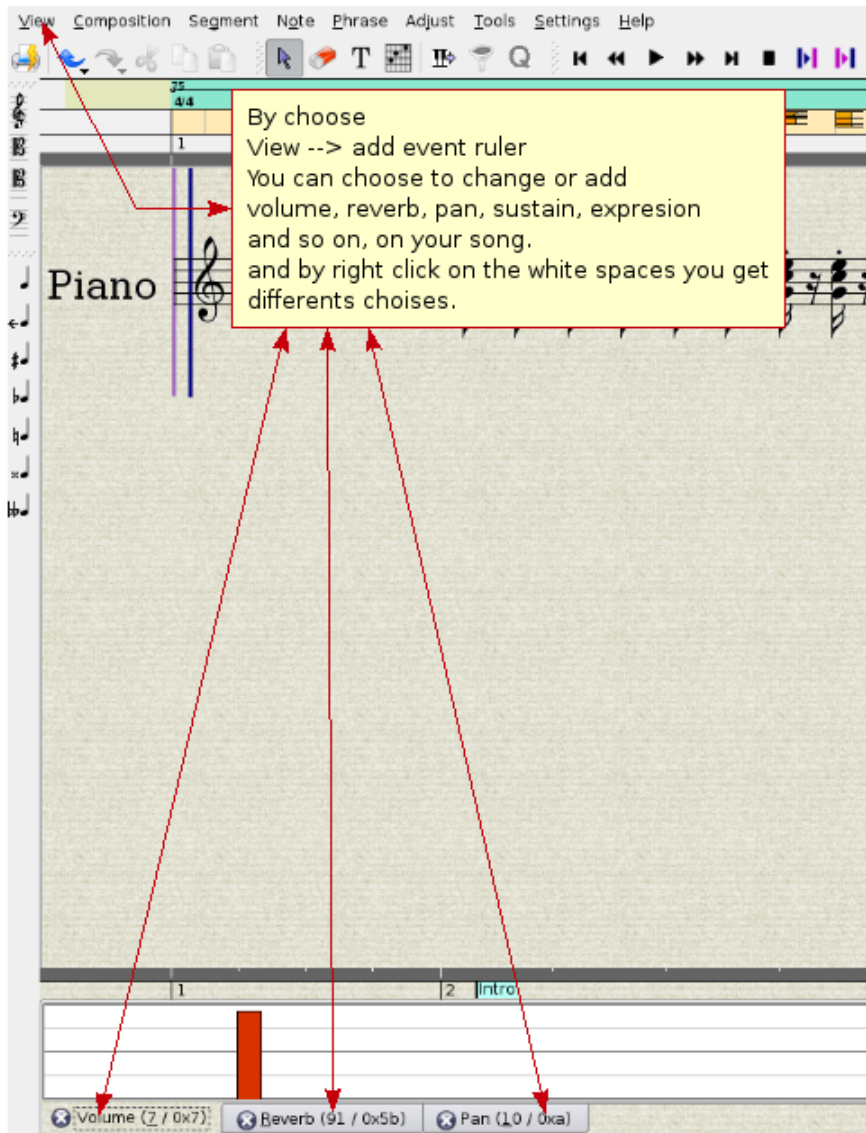 View Composition Segment Note Phrase Adjust Tools Settings Help
T Q
75
4/4
1
By choose
View --> add event ruler
You can choose to change or add
volume, reverb, pan, sustain, expresion
and so on, on your song.
and by right click on the white spaces you get
differents choises.
Piano
1 2 Intro
Volume (7 / 0x7) Reverb (91 / 0x5b) Pan (10 / 0xa)